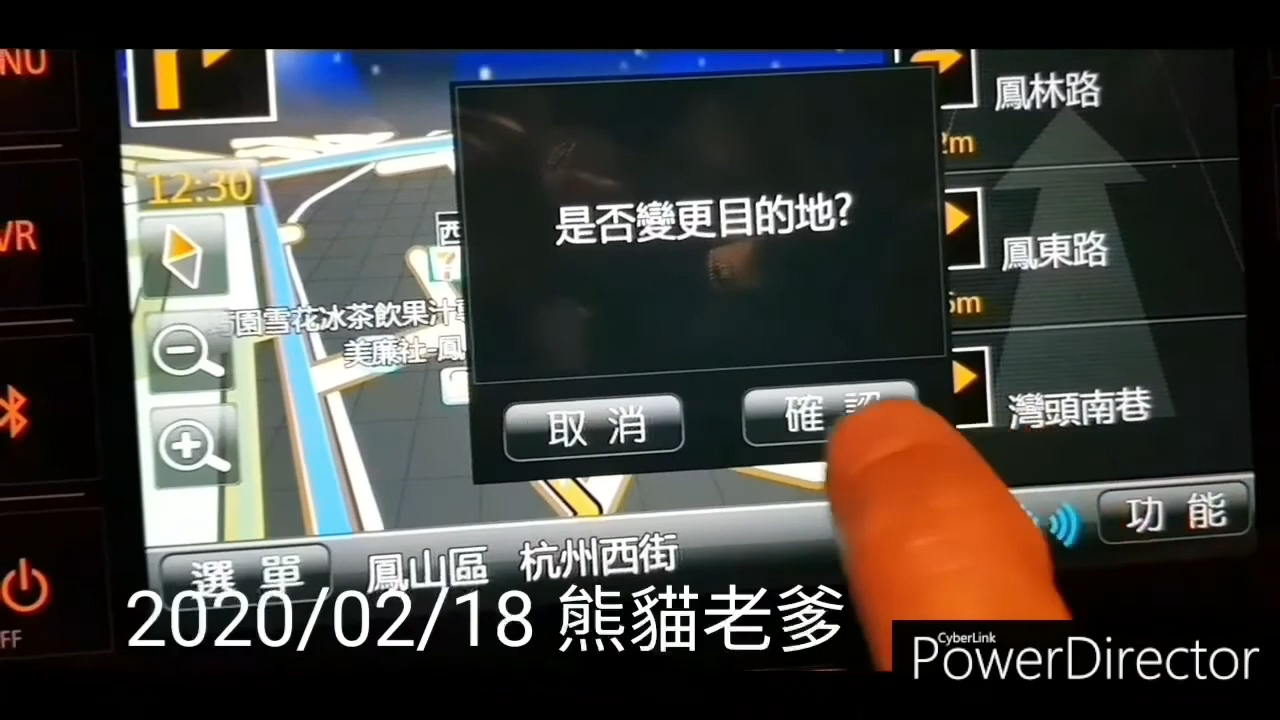 NU
鳳林路
2m
12:30
VR
西
是否變更目的地?
鳳東路
5m
園雪花冰茶飲果汁
美廉社-鳳
取消
確認
灣頭南巷
功能
選單
鳳山區 杭州西街
FF
2020/02/18 熊貓老爹
CyberLink
PowerDirector